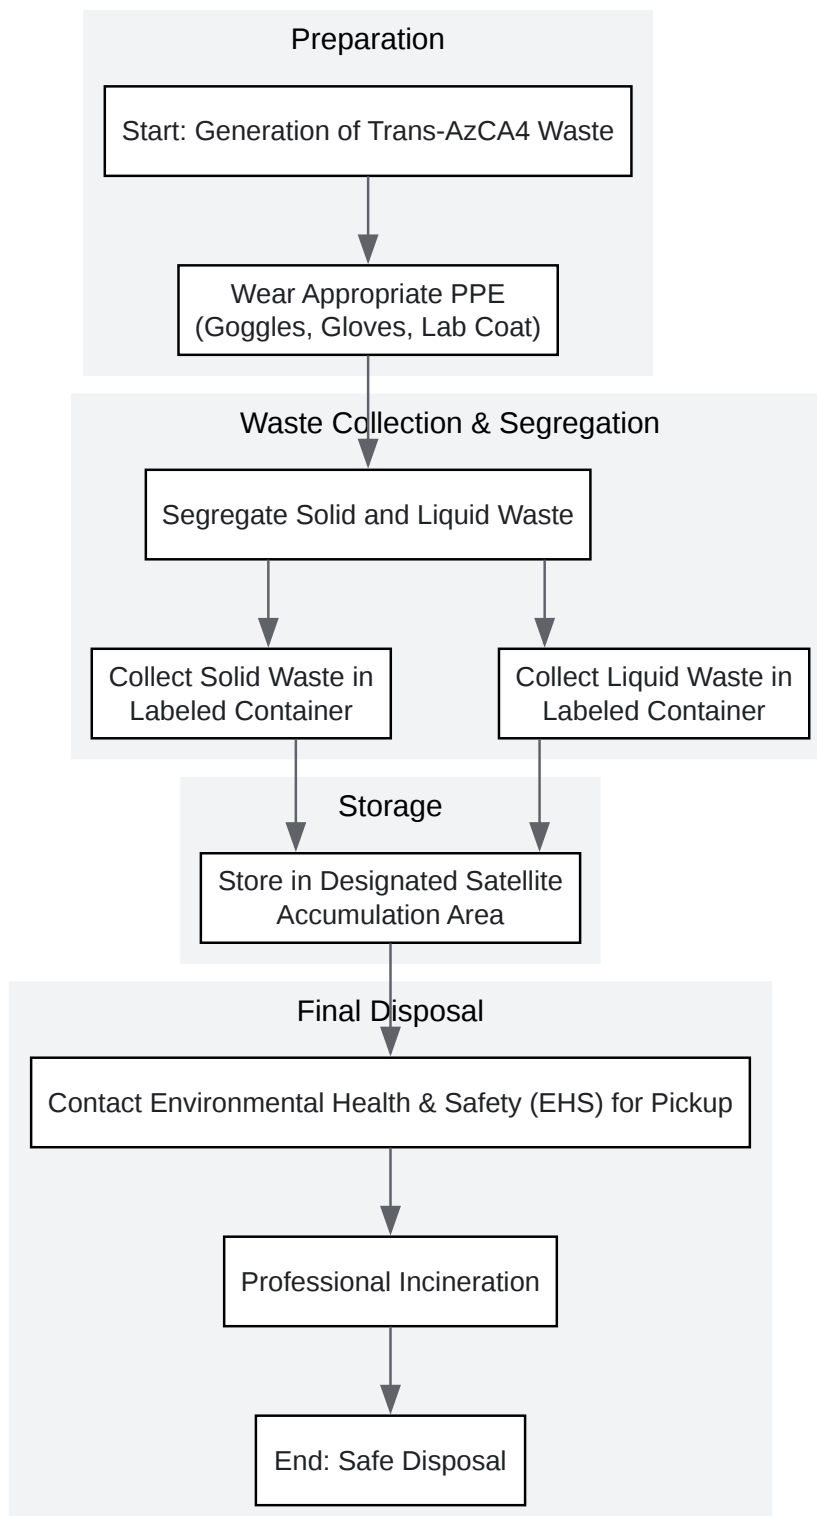 Preparation
Start: Generation of Trans-AzCA4 Waste
Wear Appropriate PPE
(Goggles, Gloves, Lab Coat)
Waste Collection & Segregation
Segregate Solid and Liquid Waste
Collect Solid Waste in
Labeled Container
Collect Liquid Waste in
Labeled Container
Storage
Store in Designated Satellite
Accumulation Area
Final Disposal
Contact Environmental Health & Safety (EHS) for Pickup
Professional Incineration
End: Safe Disposal